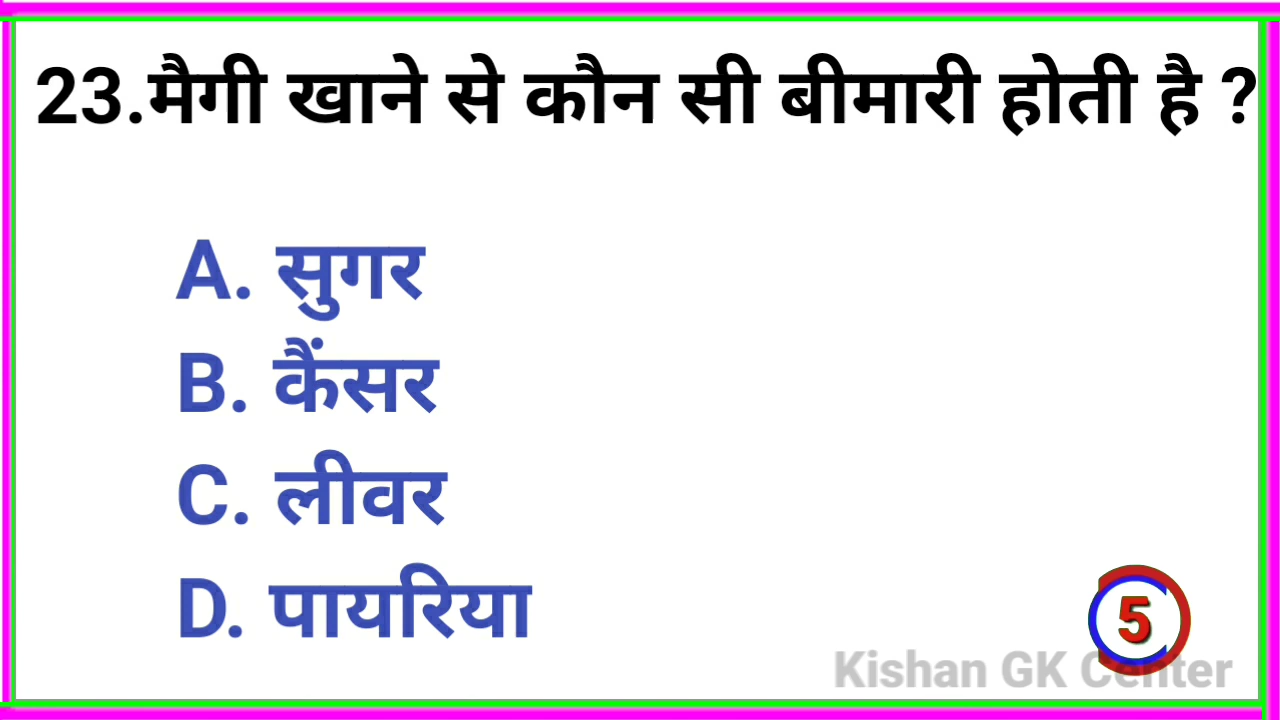 23.मैगी खाने से कौन सी बीमारी होती है ?
A. सुगर
B. कैंसर
C. लीवर
D. पायरिया
5
Kishan GK Center